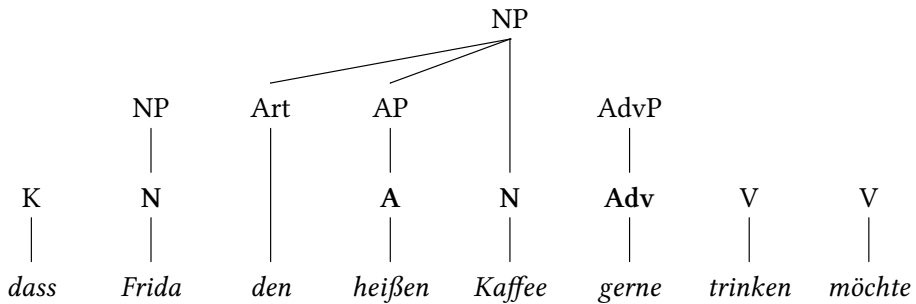 NP
NP Art AP AdvP
K N A N Adv V V
dass Frida den heißen Kaffee gerne trinken möchte